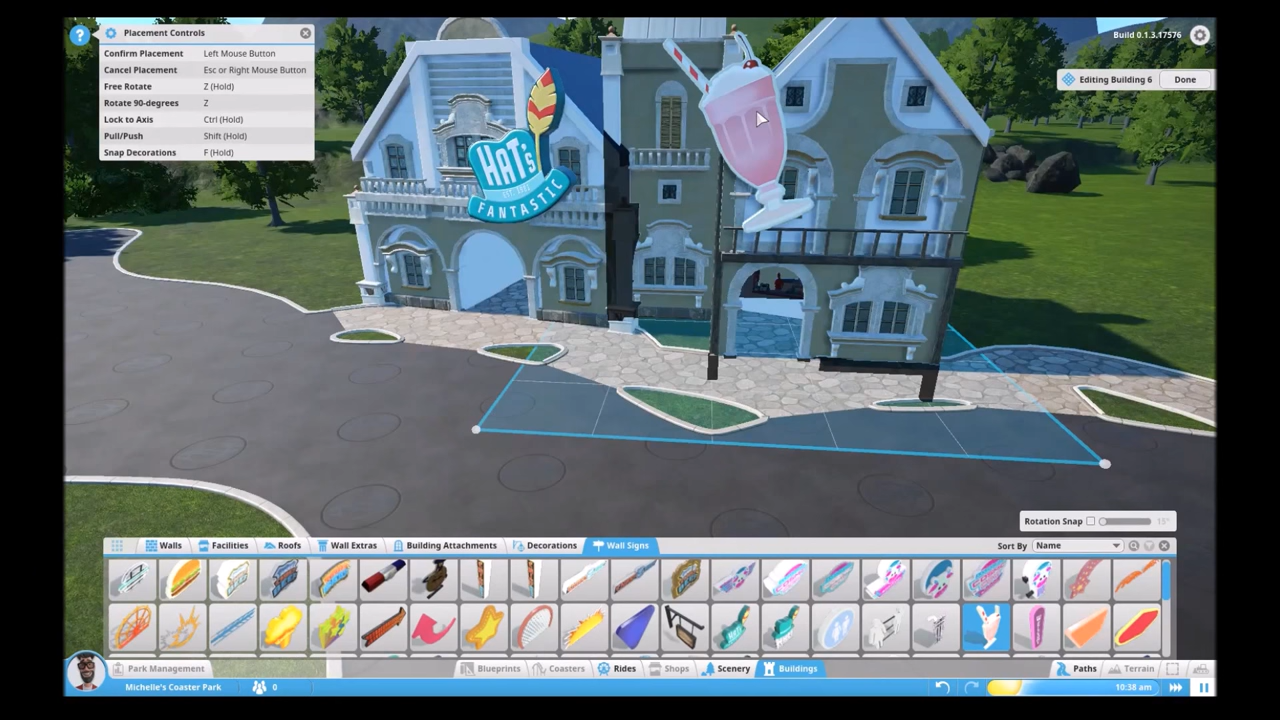 Placement Controls
Confirm Placement Left Mouse Button
Cancel Placement Esc or Right Mouse Button
Free Rotate Z (Hold)
Rotate 90-degrees Z
Lock to Axis Ctrl (Hold)
Pull/Push Shift (Hold)
Snap Decorations F (Hold)
Build 0.1.3.17576
Editing Building 6 Done
HAT's
FANTASTIC
Rotation Snap 15°
Walls Facilities Roofs Wall Extras Building Attachments Decorations Wall Signs Sort By Name
Park Management Blueprints Coasters Rides Shops Scenery Buildings Paths Terrain
Michelle's Coaster Park 0 10:38 am